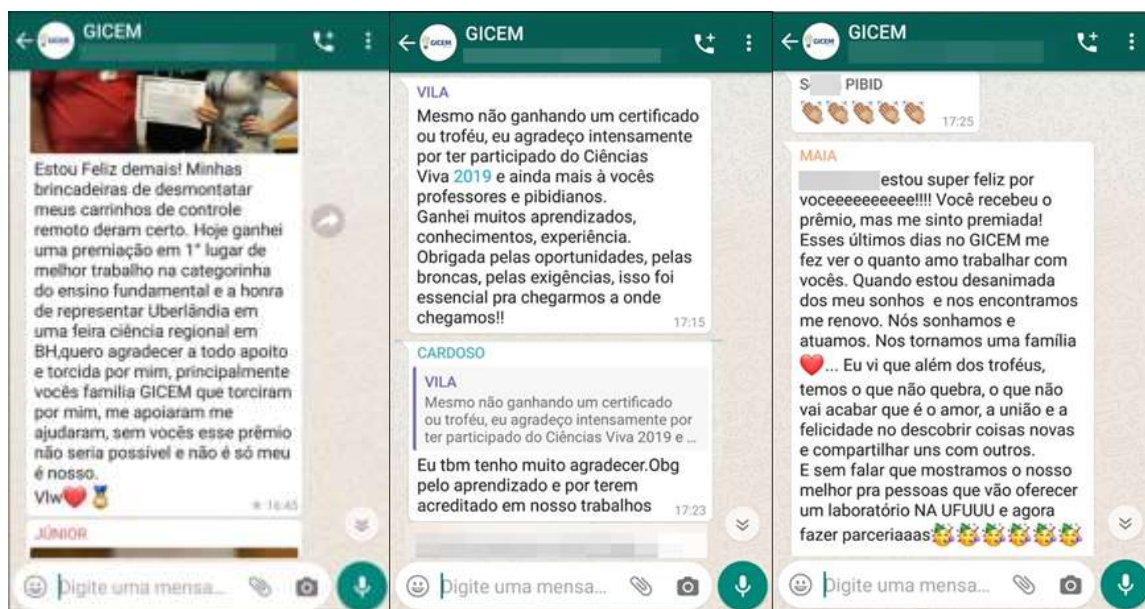 GICEM
Estou Feliz demais! Minhas
brincadeiras de desmontatar
meus carrinhos de controle
remoto deram certo. Hoje ganhei
uma premiação em 1° lugar de
melhor trabalho na categorinha
do ensino fundamental e a honra
de representar Uberlândia em
uma feira ciência regional em
BH,quero agradecer a todo apoito
e torcida por mim, principalmente
vocês familia GICEM que torciram
por mim, me apoiaram me
ajudaram, sem vocês esse prêmio
não seria possivel e não é só meu
é nosso.
Vlw❤️🏅
16:45
JÚNIOR
Digite uma mensa...
GICEM
VILA
Mesmo não ganhando um certificado
ou troféu, eu agradeço intensamente
por ter participado do Ciências
Viva 2019 e ainda mais à vocês
professores e pibidianos.
Ganhei muitos aprendizados,
conhecimentos, experiência.
Obrigada pelas oportunidades, pelas
broncas, pelas exigências, isso foi
essencial pra chegarmos a onde
chegamos!!
17:15
CARDOSO
VILA
Mesmo não ganhando um certificado
ou troféu, eu agradeço intensamente por
ter participado do Ciências Viva 2019 e ...
Eu tbm tenho muito agradecer.Obg
pelo aprendizado e por terem
acreditado em nosso trabalhos
17:23
Digite uma mensa...
GICEM
S PIBID
👏🏽👏🏽👏🏽👏🏽👏🏽
17:25
MAIA
estou super feliz por
voceeeeeeeeee!!!! Você recebeu o
prêmio, mas me sinto premiada!
Esses últimos dias no GICEM me
fez ver o quanto amo trabalhar com
vocês. Quando estou desanimada
dos meu sonhos e nos encontramos
me renovo. Nós sonhamos e
atuamos. Nos tornamos uma família
❤️... Eu vi que além dos troféus,
temos o que não quebra, o que não
vai acabar que é o amor, a união e a
felicidade no descobrir coisas novas
e compartilhar uns com outros.
E sem falar que mostramos o nosso
melhor pra pessoas que vão oferecer
um laboratório NA UFUUU e agora
fazer parceriaaas🥳🥳🥳🥳🥳🥳
Digite uma mensa...